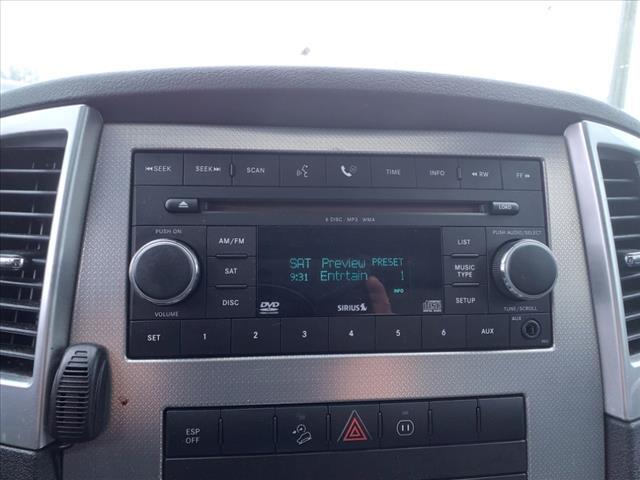 SEEK
SEEK
SCAN
TIME
INFO
RW
FF
LOAD
6 DISC / MP3 WMA
PUSH ON
PUSH AUDIO/SELECT
AM/FM
SAT
DISC
SAT Preview PRESET
9:31 Entrtain 1
INFO
LIST
MUSIC TYPE
SETUP
DVD
SIRIUS
VOLUME
TUNE/SCROLL
AUX
SET
1
2
3
4
5
6
AUX
ESP OFF